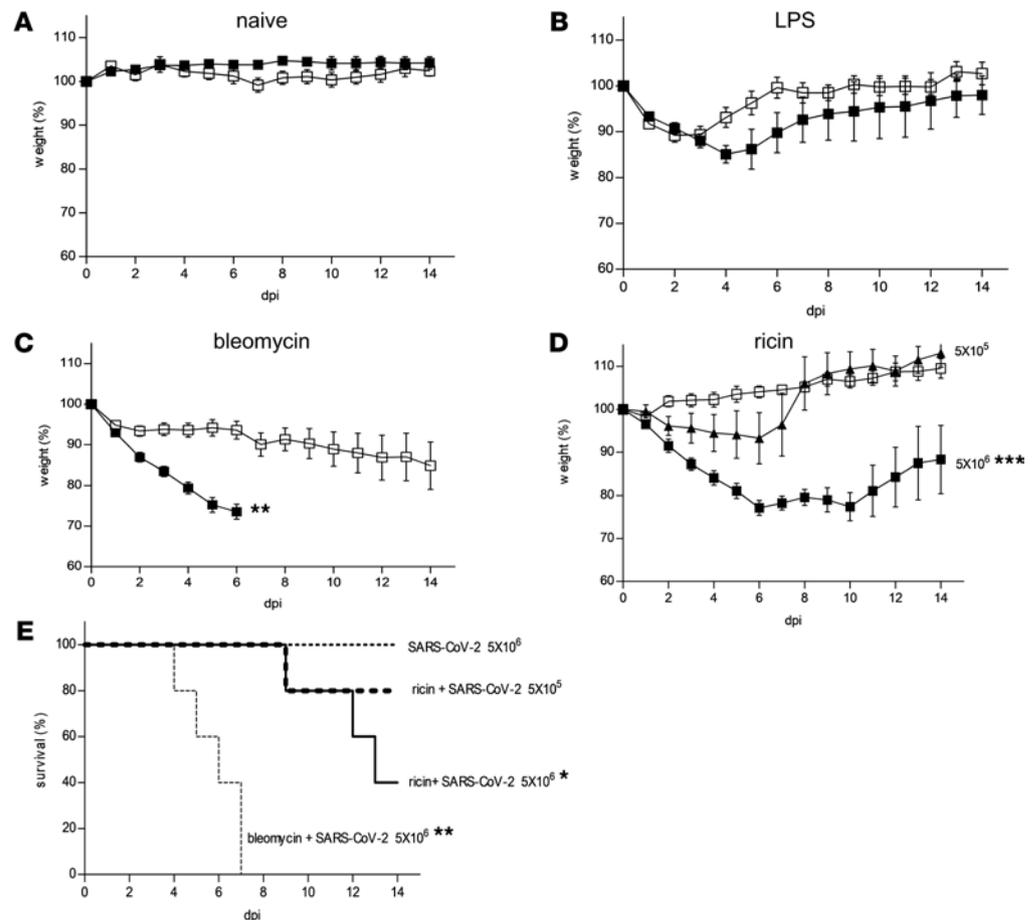 A
naive
weight (%)
110
100
90
80
70
60
0 2 4 6 8 10 12 14
dpi
B
LPS
weight (%)
110
100
90
80
70
60
0 2 4 6 8 10 12 14
dpi
C
bleomycin
weight (%)
110
100
90
80
70
60
**
0 2 4 6 8 10 12 14
dpi
D
ricin
weight (%)
110
100
90
80
70
60
5X10⁵
5X10⁶ ***
0 2 4 6 8 10 12 14
dpi
E
survival (%)
100
80
60
40
20
0
SARS-CoV-2 5X10⁶
ricin + SARS-CoV-2 5X10⁵
ricin+ SARS-CoV-2 5X10⁶ *
bleomycin + SARS-CoV-2 5X10⁶ **
0 2 4 6 8 10 12 14
dpi